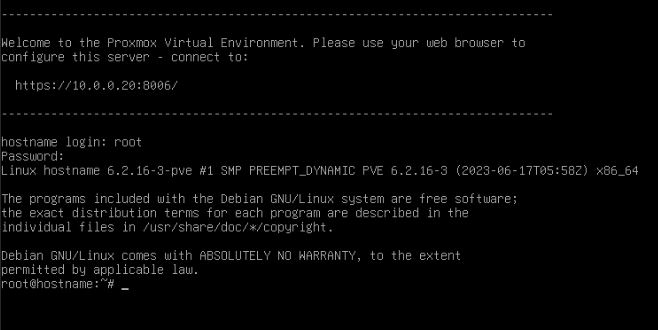 ------------------------------------------------------------------------------

Welcome to the Proxmox Virtual Environment. Please use your web browser to
configure this server - connect to:

  https://10.0.0.20:8006/

------------------------------------------------------------------------------

hostname login: root
Password:
Linux hostname 6.2.16-3-pve #1 SMP PREEMPT_DYNAMIC PVE 6.2.16-3 (2023-06-17T05:58Z) x86_64

The programs included with the Debian GNU/Linux system are free software;
the exact distribution terms for each program are described in the
individual files in /usr/share/doc/*/copyright.

Debian GNU/Linux comes with ABSOLUTELY NO WARRANTY, to the extent
permitted by applicable law.
root@hostname:~# _